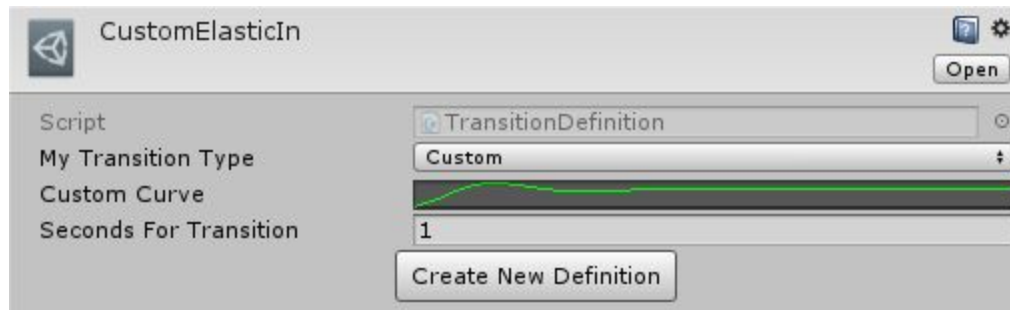 CustomElasticIn
Open
Script TransitionDefinition
My Transition Type Custom
Custom Curve
Seconds For Transition 1
Create New Definition